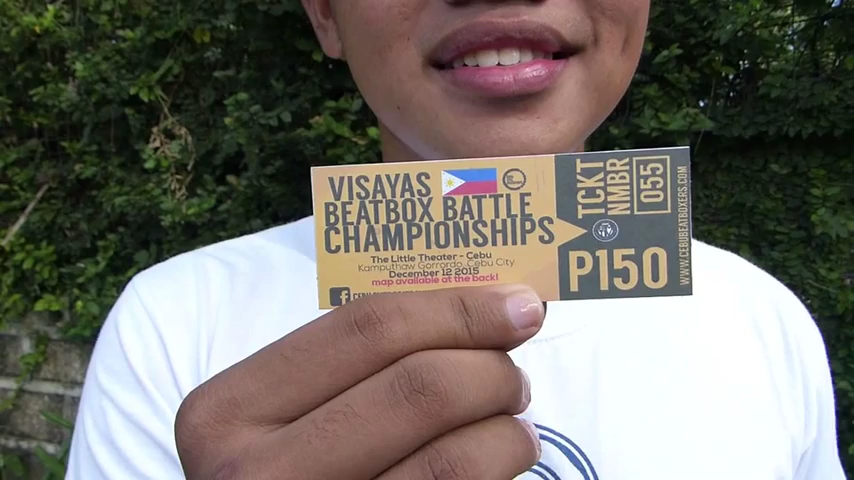 VISAYAS
BEATBOX BATTLE
CHAMPIONSHIPS
The Little Theater - Cebu
Kamputhaw Gorrordo, Cebu City
December 12 2015
map available at the back!
f
TCKT
NMBR
055
P150
WWW.CEBUBEATBOXERS.COM